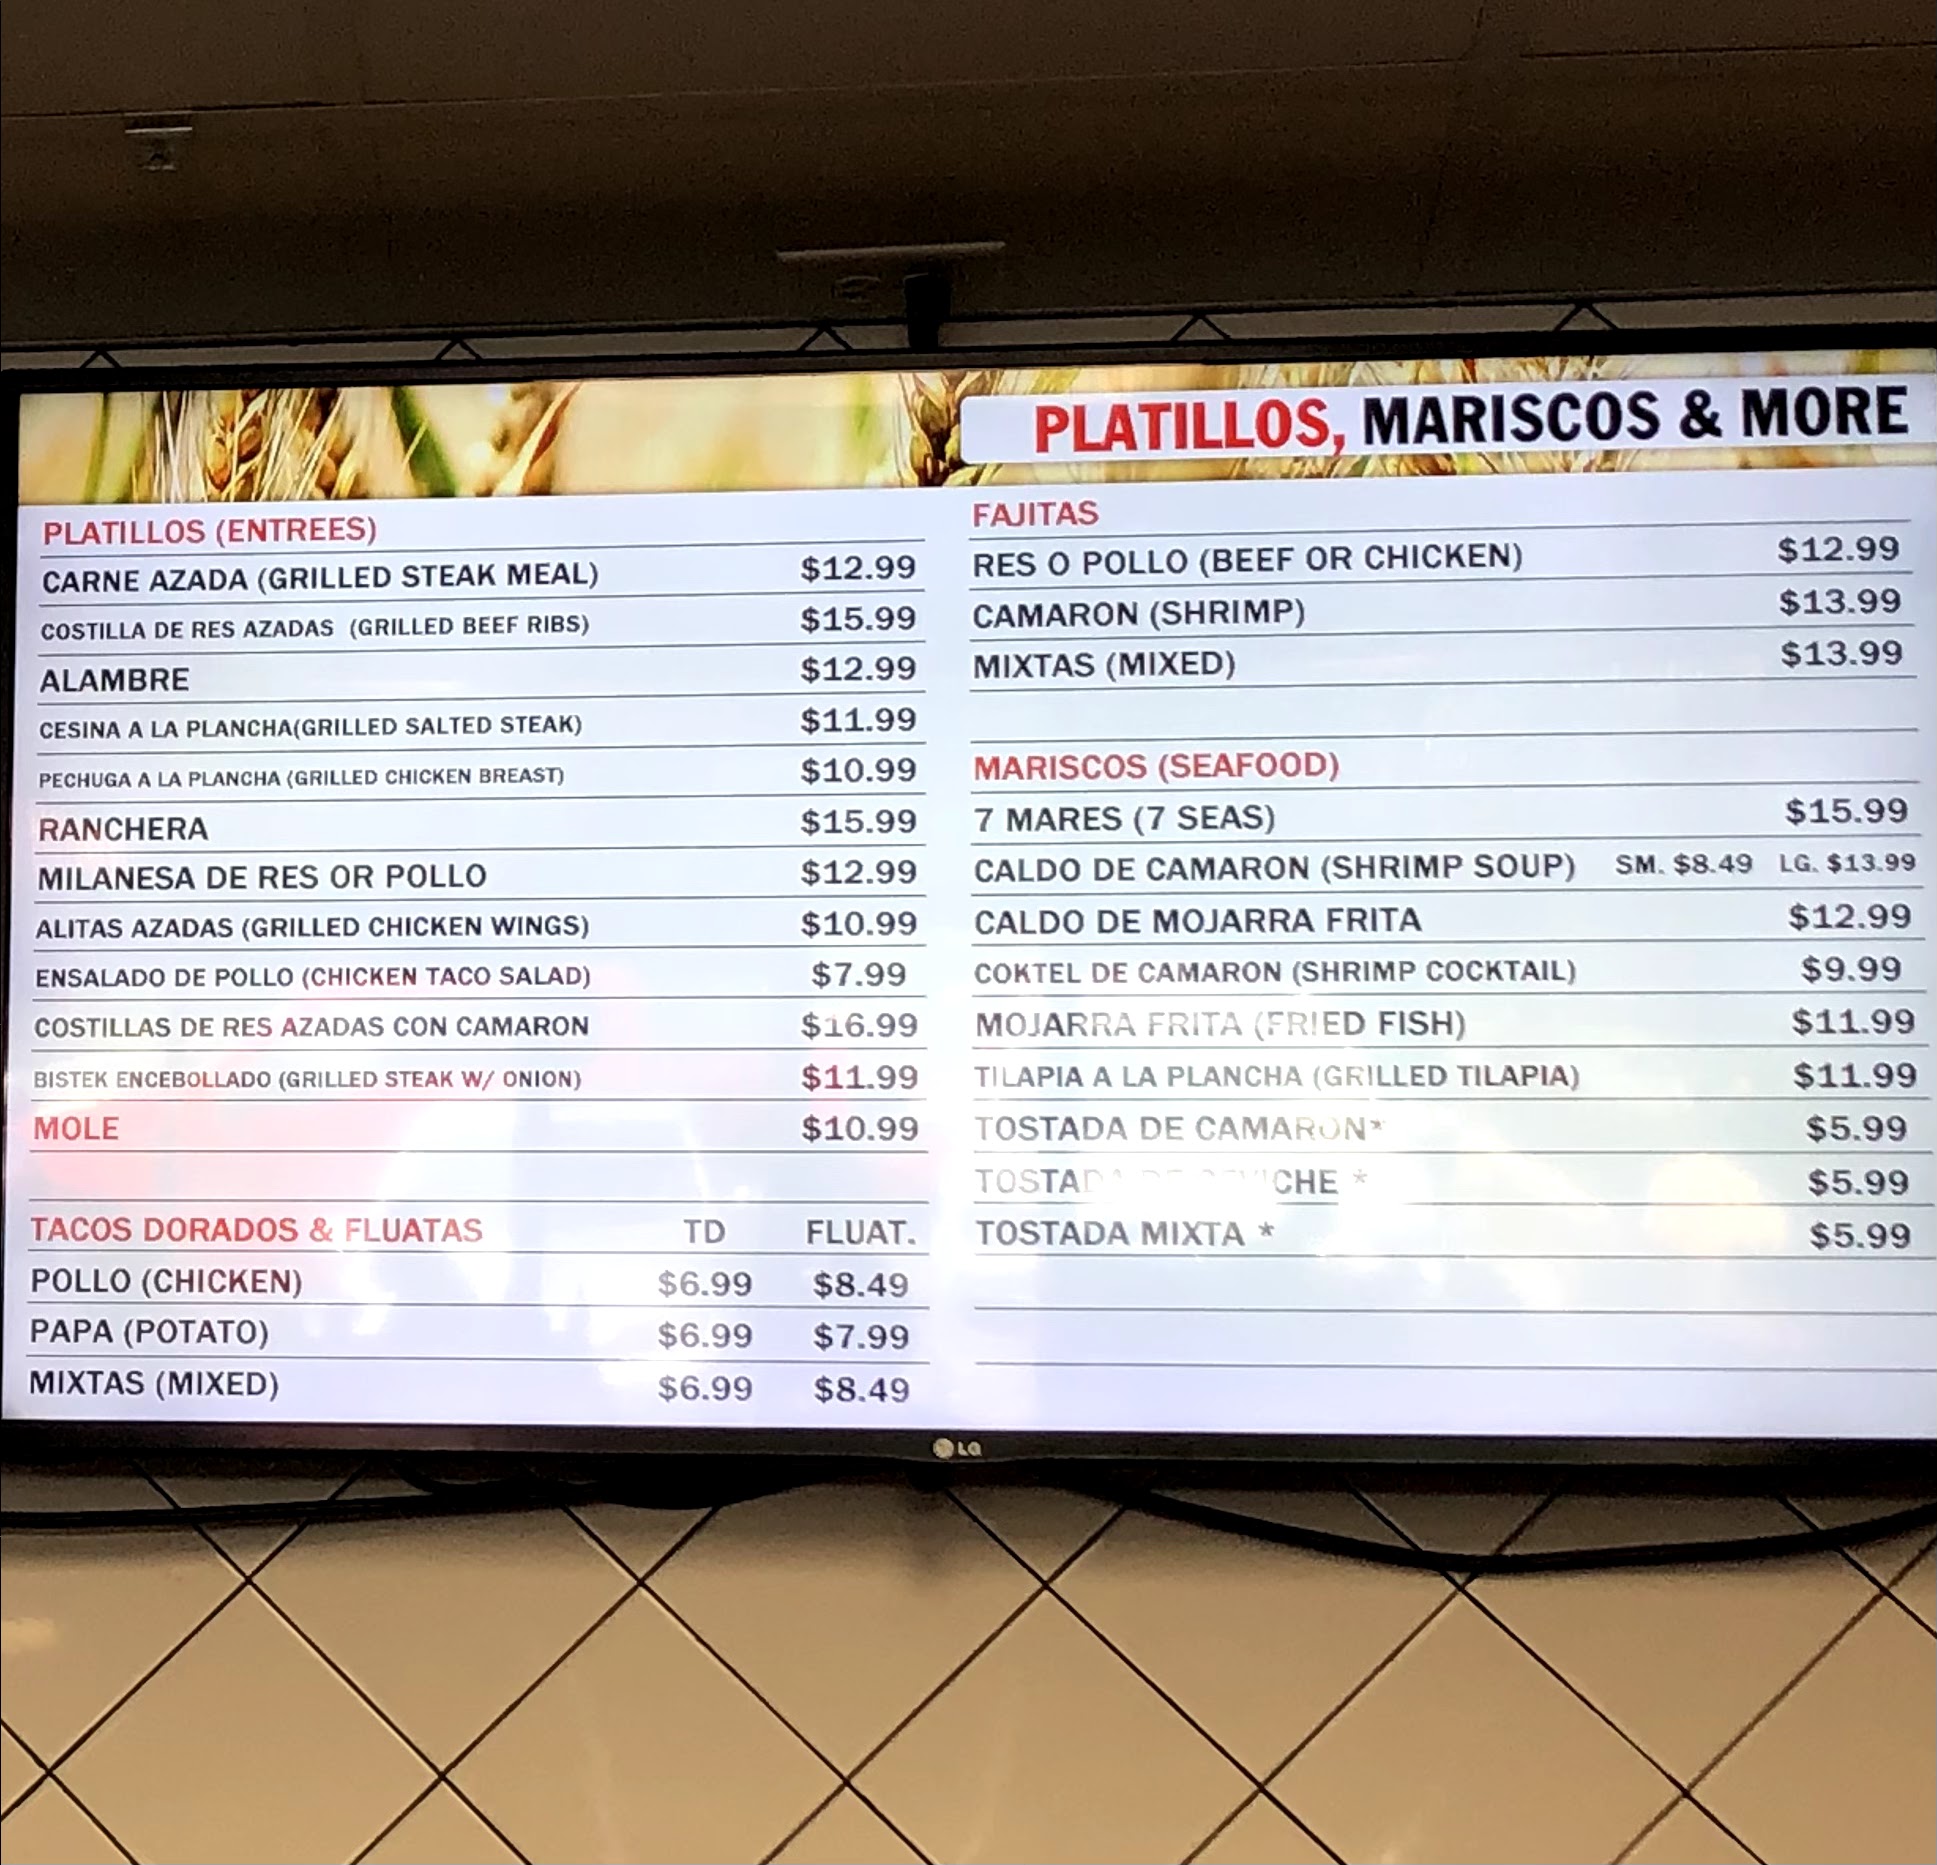 PLATILLOS, MARISCOS & MORE
PLATILLOS (ENTREES)
CARNE AZADA (GRILLED STEAK MEAL) $12.99
COSTILLA DE RES AZADAS (GRILLED BEEF RIBS) $15.99
ALAMBRE $12.99
CESINA A LA PLANCHA(GRILLED SALTED STEAK) $11.99
PECHUGA A LA PLANCHA (GRILLED CHICKEN BREAST) $10.99
RANCHERA $15.99
MILANESA DE RES OR POLLO $12.99
ALITAS AZADAS (GRILLED CHICKEN WINGS) $10.99
ENSALADO DE POLLO (CHICKEN TACO SALAD) $7.99
COSTILLAS DE RES AZADAS CON CAMARON $16.99
BISTEK ENCEBOLLADO (GRILLED STEAK W/ ONION) $11.99
MOLE $10.99
TACOS DORADOS & FLUATAS TD FLUAT.
POLLO (CHICKEN) $6.99 $8.49
PAPA (POTATO) $6.99 $7.99
MIXTAS (MIXED) $6.99 $8.49
FAJITAS
RES O POLLO (BEEF OR CHICKEN) $12.99
CAMARON (SHRIMP) $13.99
MIXTAS (MIXED) $13.99
MARISCOS (SEAFOOD)
7 MARES (7 SEAS) $15.99
CALDO DE CAMARON (SHRIMP SOUP) SM. $8.49 LG. $13.99
CALDO DE MOJARRA FRITA $12.99
COKTEL DE CAMARON (SHRIMP COCKTAIL) $9.99
MOJARRA FRITA (FRIED FISH) $11.99
TILAPIA A LA PLANCHA (GRILLED TILAPIA) $11.99
TOSTADA DE CAMARON* $5.99
TOSTADA * $5.99
TOSTADA MIXTA * $5.99
LG